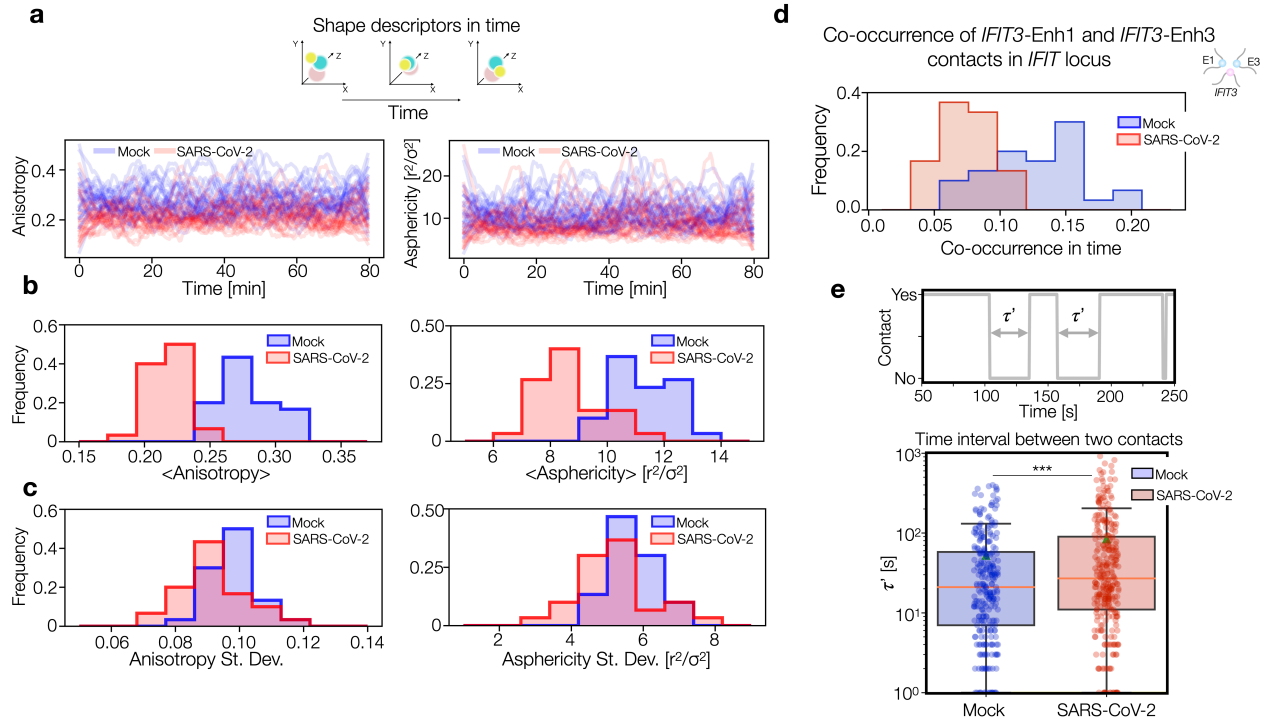 a
Shape descriptors in time
Y Z X
Y Z X
Y Z X
Time
Anisotropy
0.4
0.2
Mock SARS-CoV-2
0 20 40 60 80
Time [min]
Asphericity [r²/σ²]
20
10
Mock SARS-CoV-2
0 20 40 60 80
Time [min]
b
Frequency
0.6
0.4
0.2
0
Mock
SARS-CoV-2
0.15 0.20 0.25 0.30 0.35
<Anisotropy>
0.50
0.25
0
Mock
SARS-CoV-2
6 8 10 12 14
<Asphericity> [r²/σ²]
c
Frequency
0.6
0.4
0.2
0
Mock
SARS-CoV-2
0.06 0.08 0.10 0.12 0.14
Anisotropy St. Dev.
0.50
0.25
0
Mock
SARS-CoV-2
2 4 6 8
Asphericity St. Dev. [r²/σ²]
d
Co-occurrence of IFIT3-Enh1 and IFIT3-Enh3
contacts in IFIT locus
E1 E3
IFIT3
Frequency
0.4
0.2
0.0
Mock
SARS-CoV-2
0.0 0.05 0.10 0.15 0.20
Co-occurrence in time
e
Contact
Yes
No
τ' τ'
50 100 150 200 250
Time [s]
Time interval between two contacts
τ' [s]
10³
10²
10¹
10⁰
***
Mock
SARS-CoV-2
Mock SARS-CoV-2